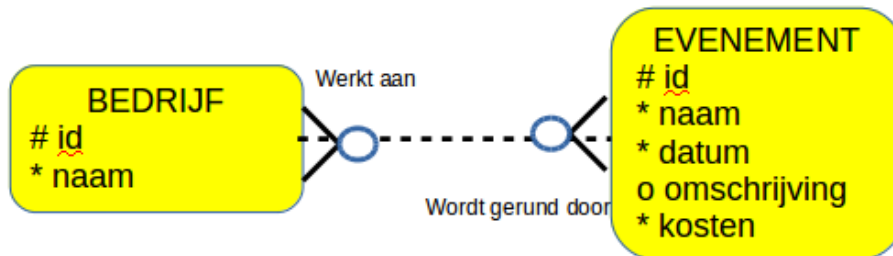 BEDRIJF
# id
* naam
Werkt aan
Wordt gerund door
EVENEMENT
# id
* naam
* datum
o omschrijving
* kosten